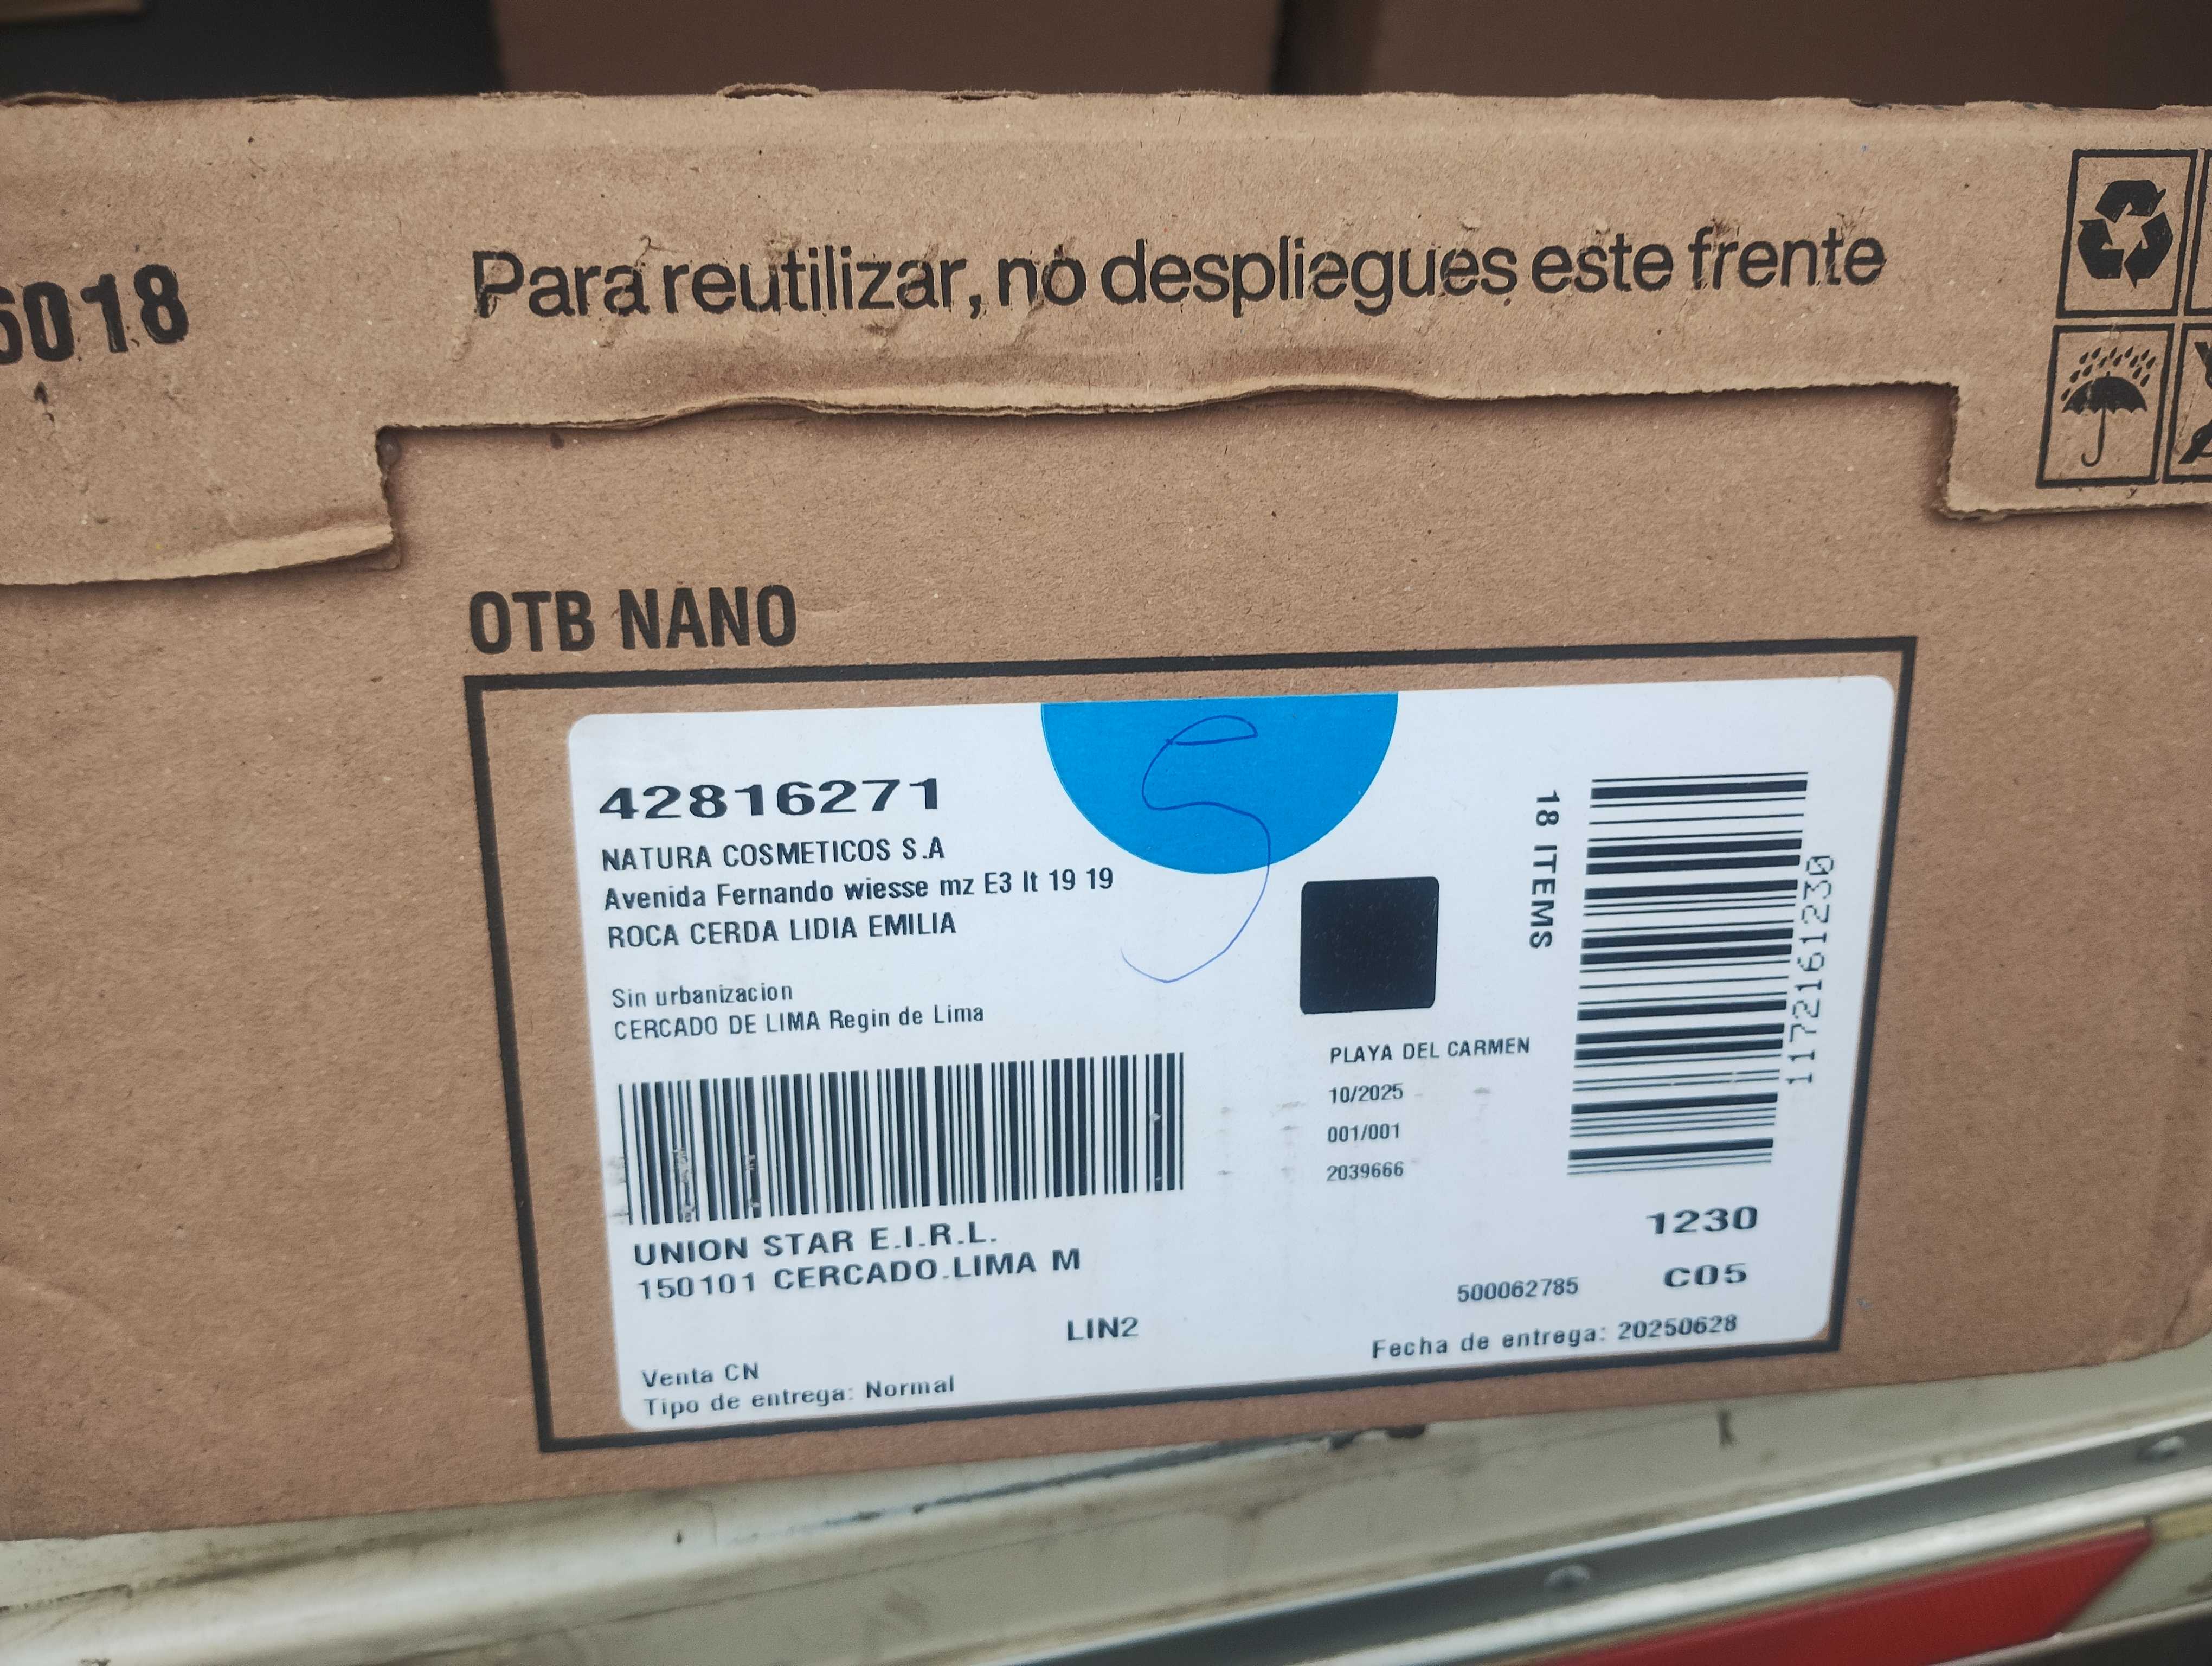 Para reutilizar, no despliegues este frente
5018
OTB NANO
42816271
NATURA COSMETICOS S.A
Avenida Fernando wiesse mz E3 lt 19 19
ROCA CERDA LIDIA EMILIA
Sin urbanizacion
CERCADO DE LIMA Regin de Lima
UNION STAR E.I.R.L.
150101 CERCADO.LIMA M
LIN2
Venta CN
Tipo de entrega: Normal
5
18 ITEMS
1172161230
PLAYA DEL CARMEN
10/2025
001/001
2039666
1230
C05
500062785
Fecha de entrega: 20250628